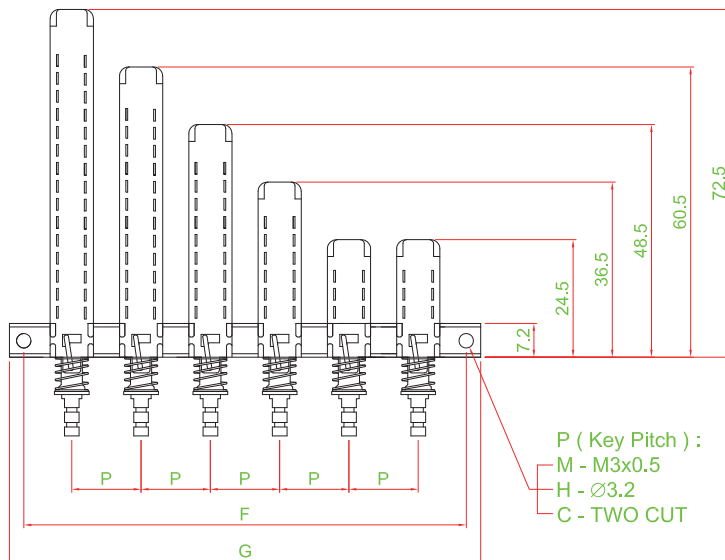 72.5
60.5
48.5
36.5
24.5
7.2
P ( Key Pitch ) :
M - M3x0.5
H - Ø3.2
C - TWO CUT
P P P P P
F
G